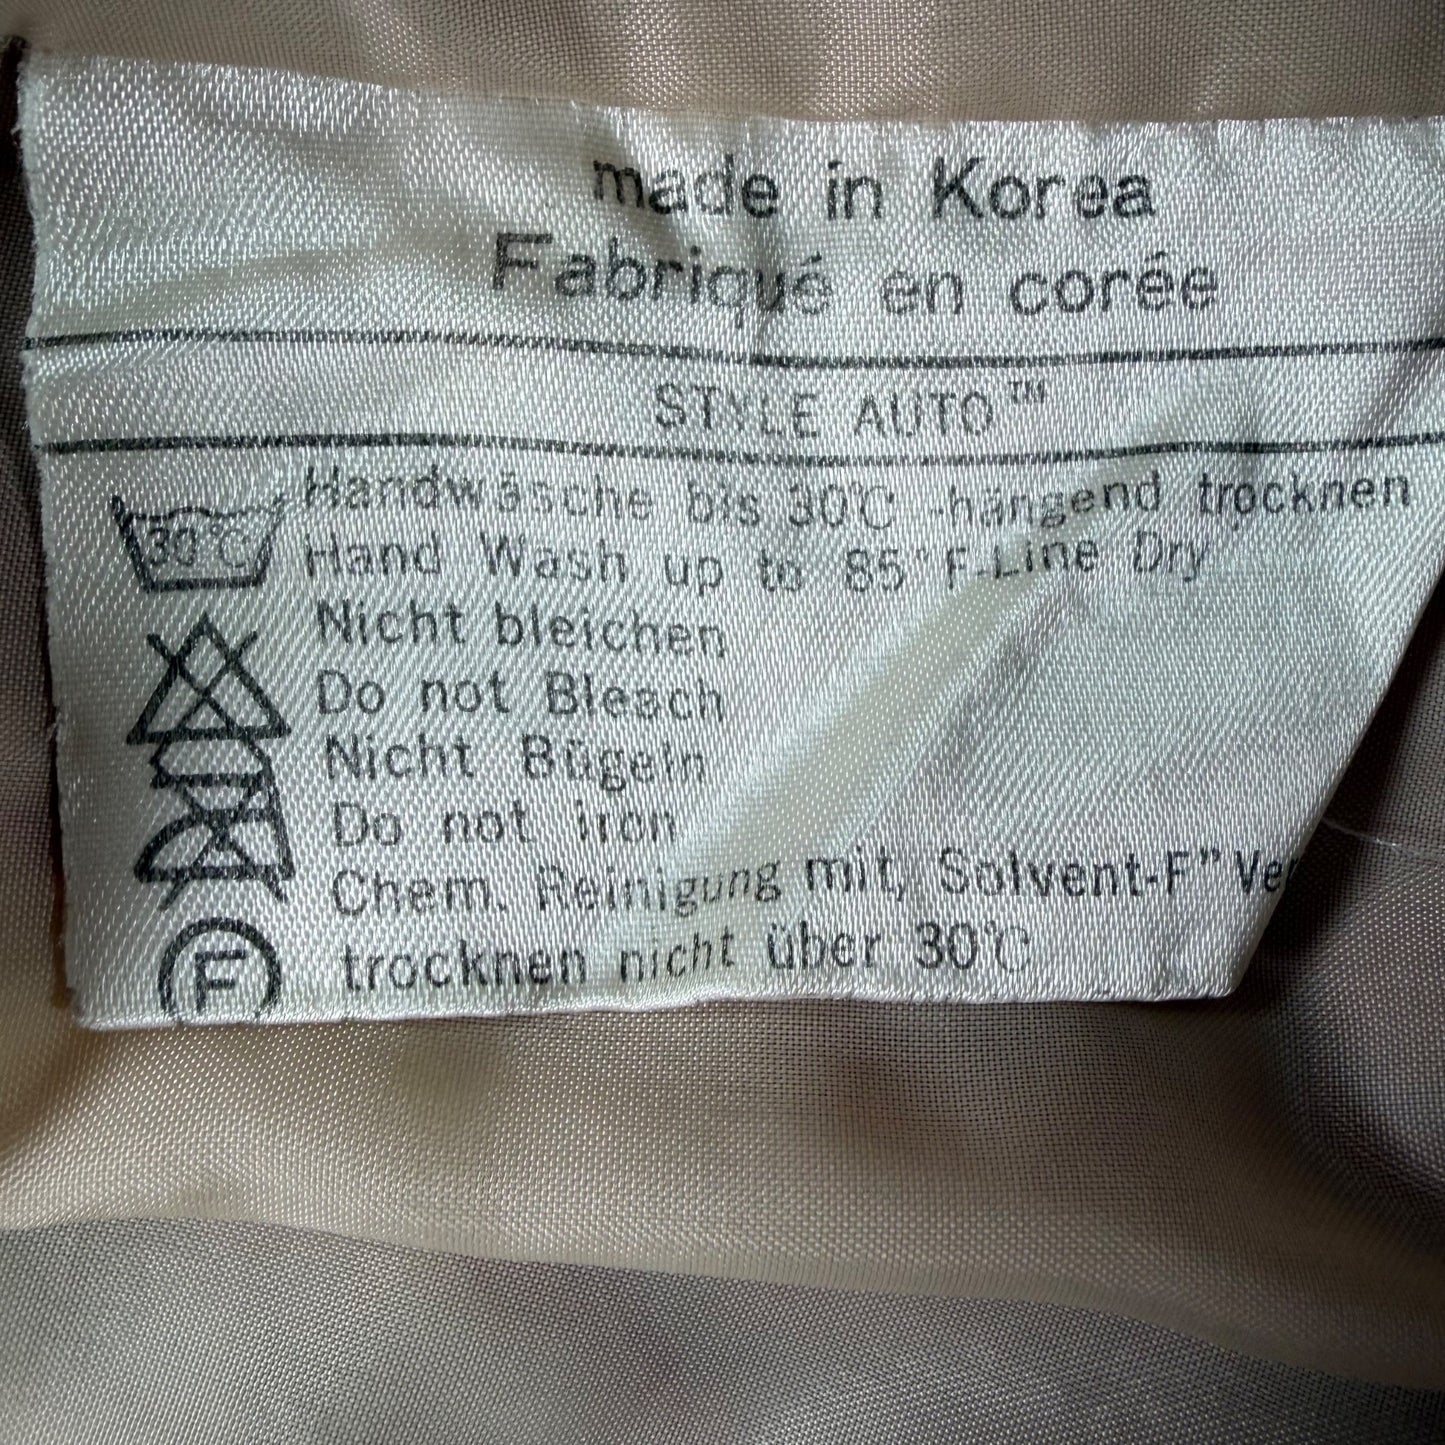 made in Korea
Fabriqué en corée
STYLE AUTO™
30°C
Handwäsche bis 30°C -hängend trocknen
Hand Wash up to 85°F-Line Dry
Nicht bleichen
Do not Bleach
Nicht Bügeln
Do not iron
Chem. Reinigung mit, Solvent-F" Ver
F
trocknen nicht über 30°C